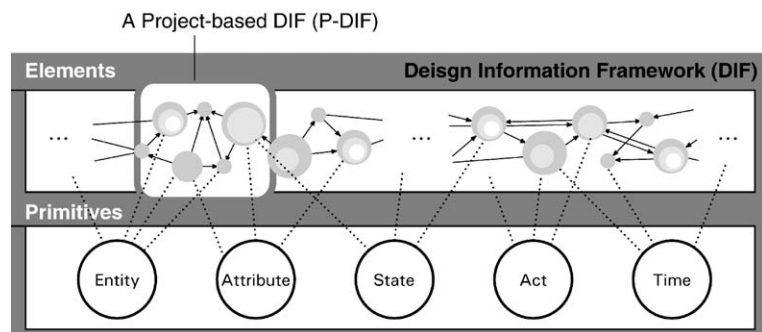 A Project-based DIF (P-DIF)
Elements
Deisgn Information Framework (DIF)
... ... ...
Primitives
Entity Attribute State Act Time